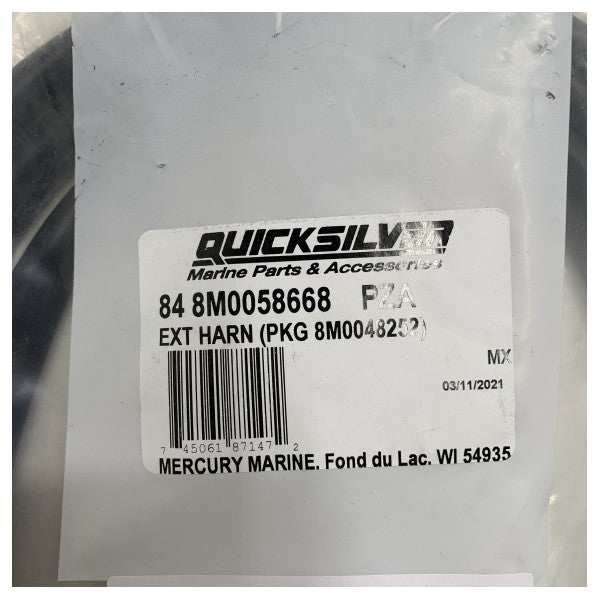 QUICKSILVER
Marine Parts & Accessories
84 8M0058668 PZA
EXT HARN (PKG 8M0048252)
MX
03/11/2021
7 45061 87147 2
MERCURY MARINE. Fond du Lac. WI 54935